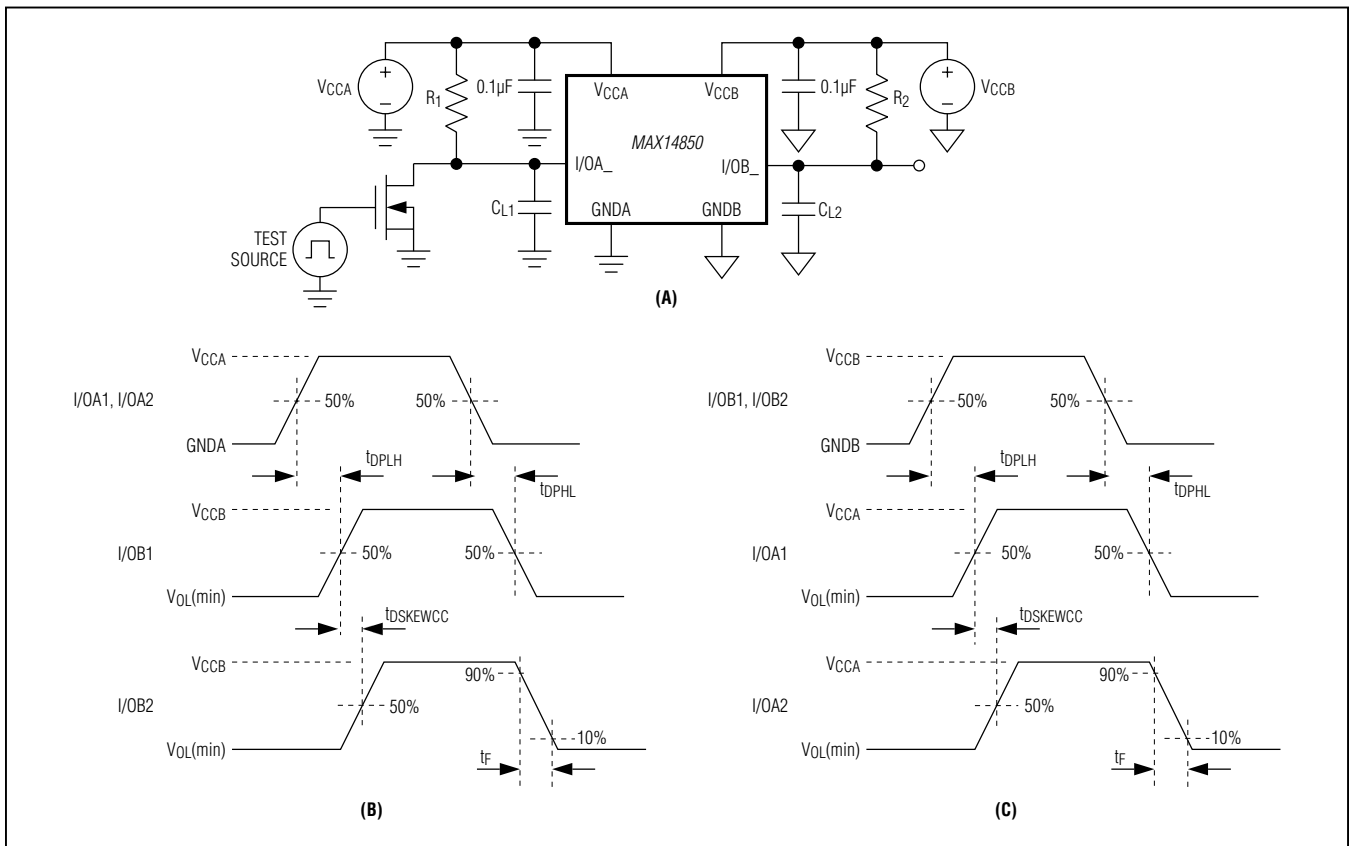 VCCA
R1
0.1µF
VCCA
VCCB
0.1µF
R2
VCCB
MAX14850
I/OA_
I/OB_
CL1
GNDA
GNDB
CL2
TEST
SOURCE
(A)
VCCA
I/OA1, I/OA2
50%
50%
GNDA
tDPLH
tDPHL
VCCB
I/OB1
50%
50%
VOL(min)
tDSKEWCC
VCCB
90%
I/OB2
50%
10%
VOL(min)
tF
(B)
VCCB
I/OB1, I/OB2
50%
50%
GNDB
tDPLH
tDPHL
VCCA
I/OA1
50%
50%
VOL(min)
tDSKEWCC
VCCA
90%
I/OA2
50%
10%
VOL(min)
tF
(C)